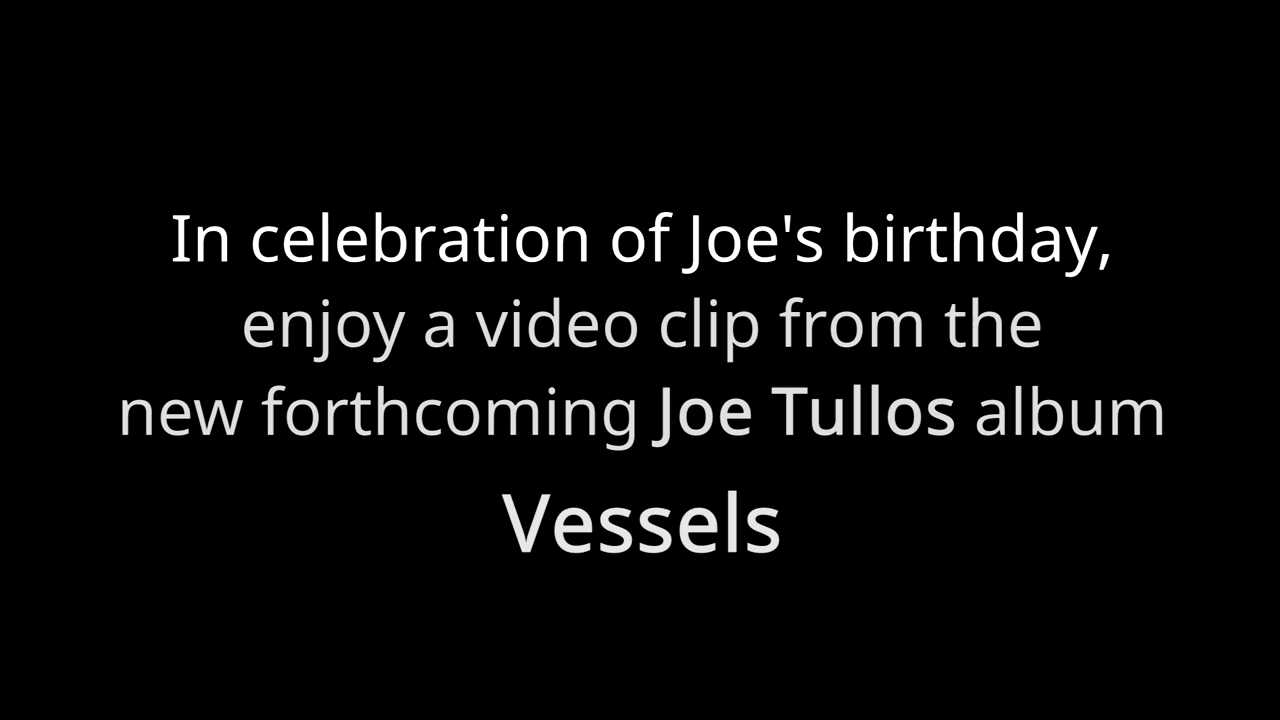 In celebration of Joe's birthday,
enjoy a video clip from the
new forthcoming Joe Tullos album
Vessels